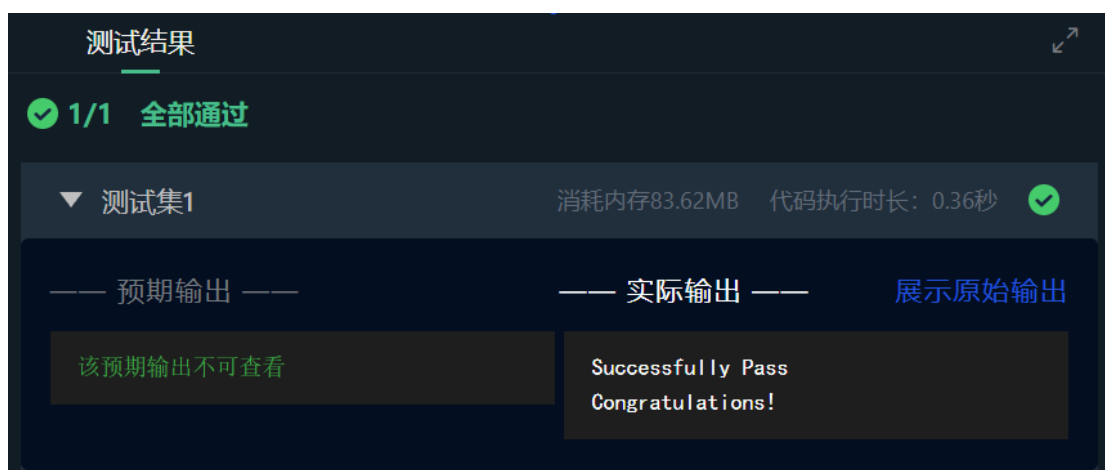 测试结果
1/1 全部通过
测试集1 消耗内存83.62MB 代码执行时长：0.36秒
—— 预期输出 ——
—— 实际输出 —— 展示原始输出
该预期输出不可查看
Successfully Pass
Congratulations!